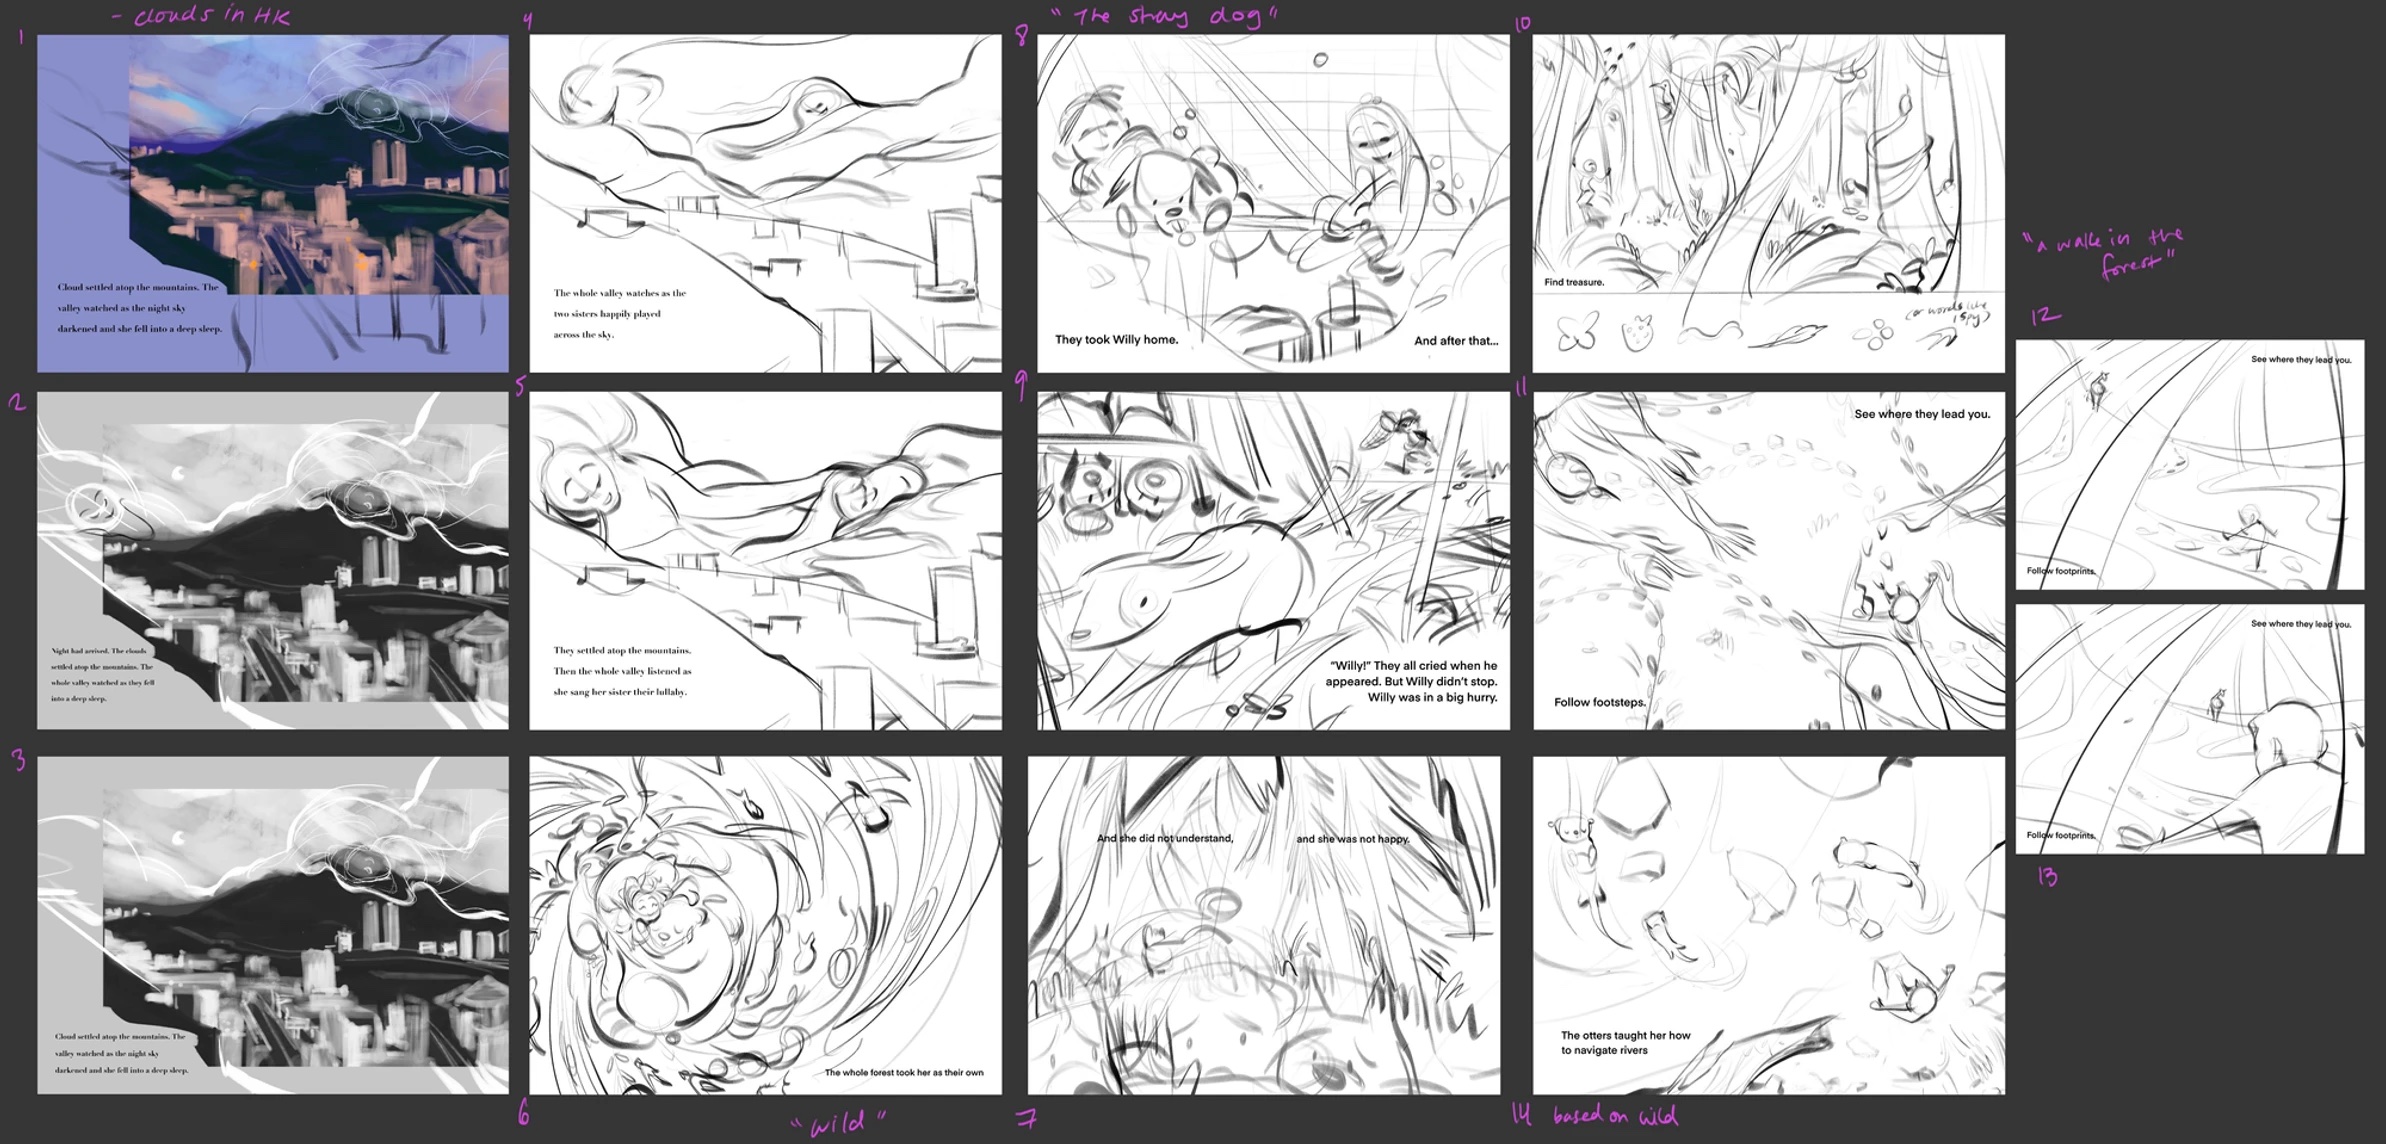 - clouds in HK
1
Cloud settled atop the mountains. The
valley watched as the night sky
darkened and she fell into a deep sleep.
2
Night had arrived. The clouds
settled atop the mountains. The
whole valley watched as they fell
into a deep sleep.
3
Cloud settled atop the mountains. The
valley watched as the night sky
darkened and she fell into a deep sleep.
4
The whole valley watches as the
two sisters happily played
across the sky.
5
They settled atop the mountains.
Then the whole valley listened as
she sang her sister their lullaby.
The whole forest took her as their own
6
"wild"
And she did not understand,
and she was not happy.
7
"The stray dog"
8
They took Willy home.
And after that...
9
“Willy!” They all cried when he
appeared. But Willy didn’t stop.
Willy was in a big hurry.
10
Find treasure.
(or words like
I Spy)
11
See where they lead you.
Follow footsteps.
"a walk in the
forest"
12
See where they lead you.
Follow footprints.
See where they lead you.
Follow footprints.
13
The otters taught her how
to navigate rivers
14 based on wild